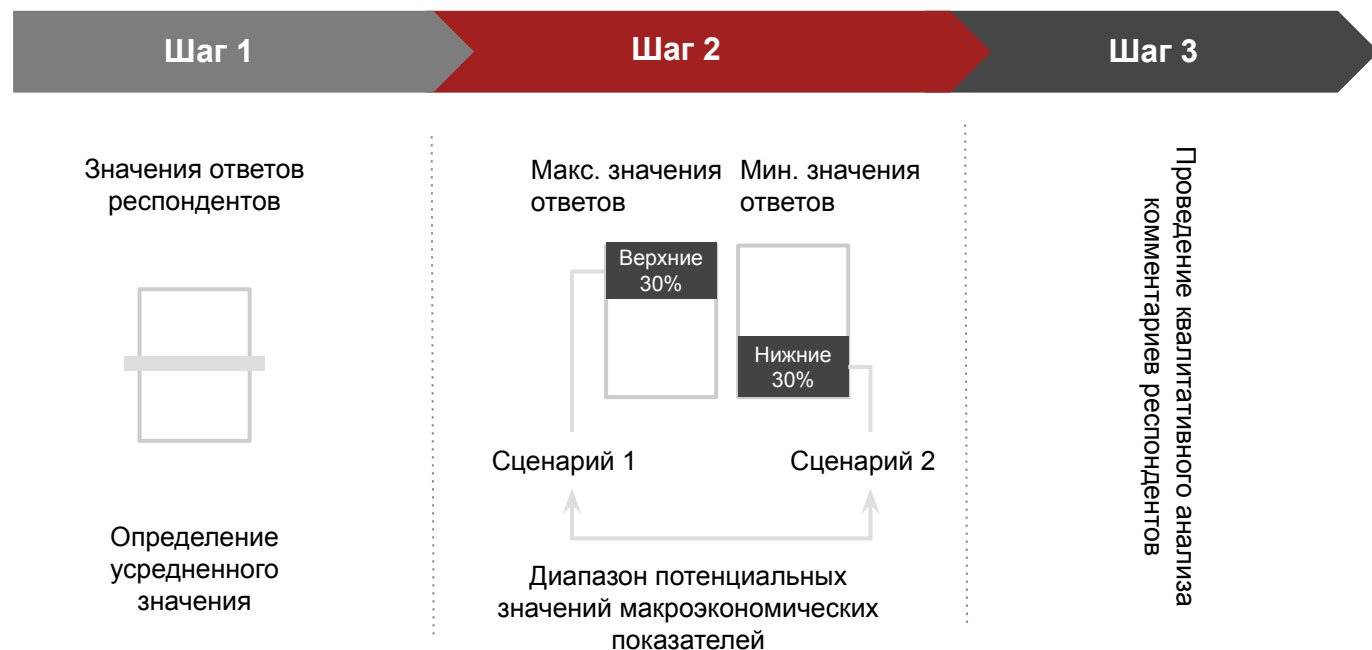 Шаг 1
Шаг 2
Шаг 3
Значения ответов
респондентов
Определение
усредненного
значения
Макс. значения
ответов
Мин. значения
ответов
Верхние
30%
Нижние
30%
Сценарий 1
Сценарий 2
Диапазон потенциальных
значений макроэкономических
показателей
Проведение квалитативного анализа
комментариев респондентов